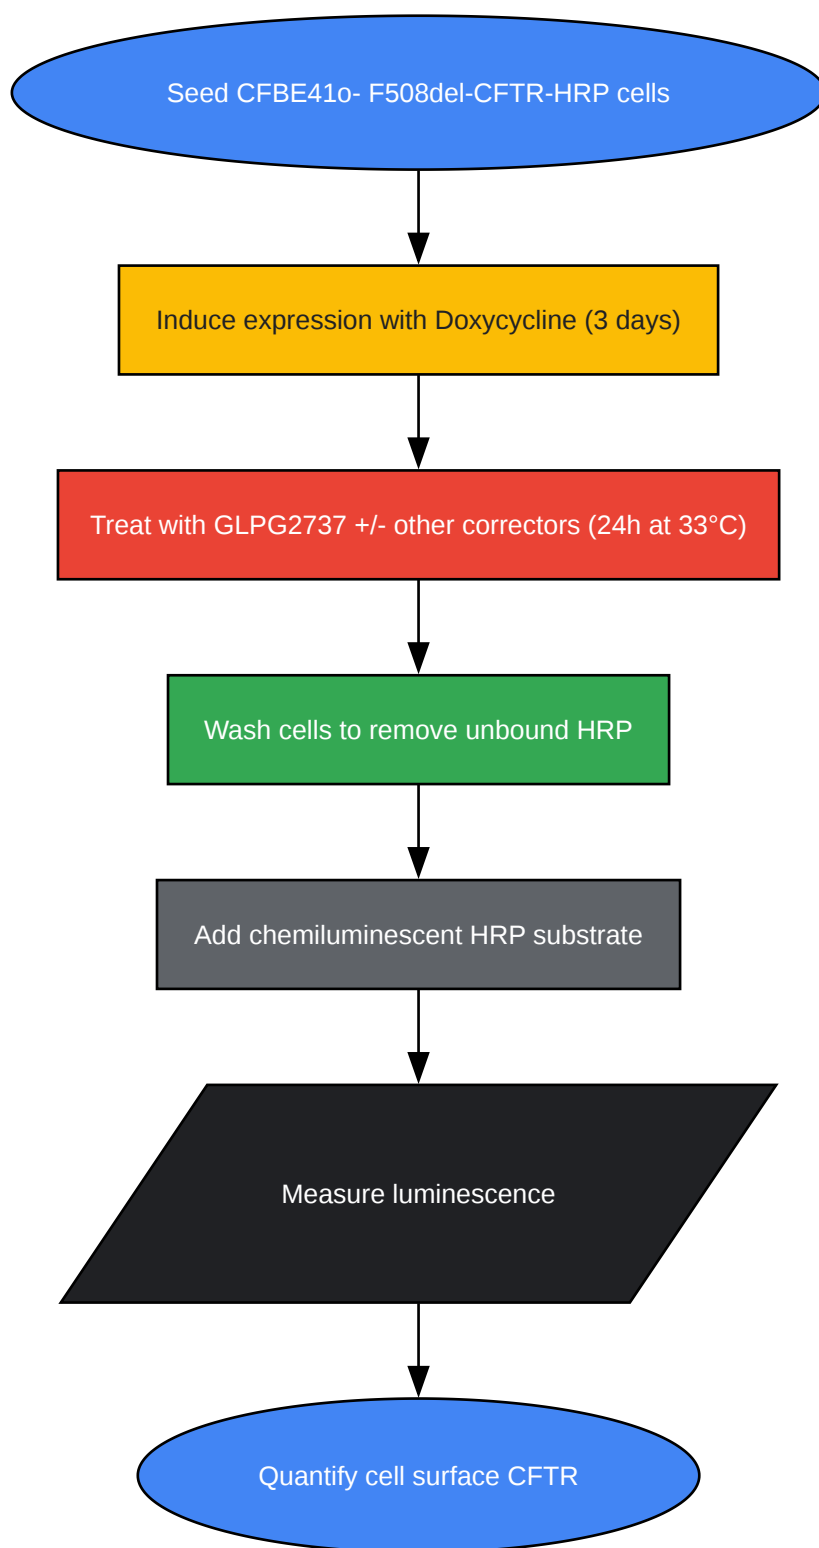 Seed CFBE41o- F508del-CFTR-HRP cells
Induce expression with Doxycycline (3 days)
Treat with GLPG2737 +/- other correctors (24h at 33°C)
Wash cells to remove unbound HRP
Add chemiluminescent HRP substrate
Measure luminescence
Quantify cell surface CFTR